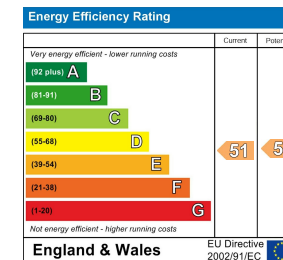 Energy Efficiency Rating
Current Poten
Very energy efficient - lower running costs
(92 plus) A
(81-91) B
(69-80) C
(55-68) D
(39-54) E
51 5
(21-38) F
(1-20) G
Not energy efficient - higher running costs
England & Wales
EU Directive
2002/91/EC